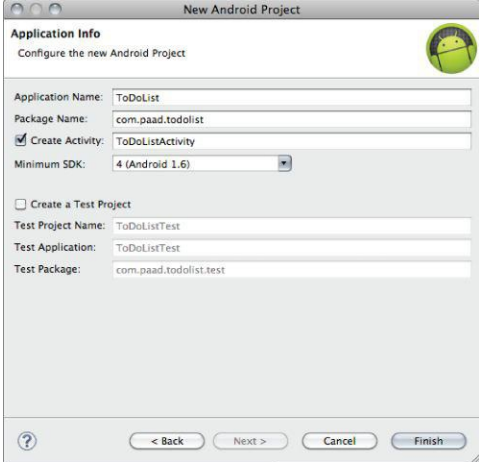 New Android Project
Application Info
Configure the new Android Project
Application Name: ToDoList
Package Name: com.paad.todolist
Create Activity: ToDoListActivity
Minimum SDK: 4 (Android 1.6)
Create a Test Project
Test Project Name: ToDoListTest
Test Application: ToDoListTest
Test Package: com.paad.todolist.test
? < Back Next > Cancel Finish